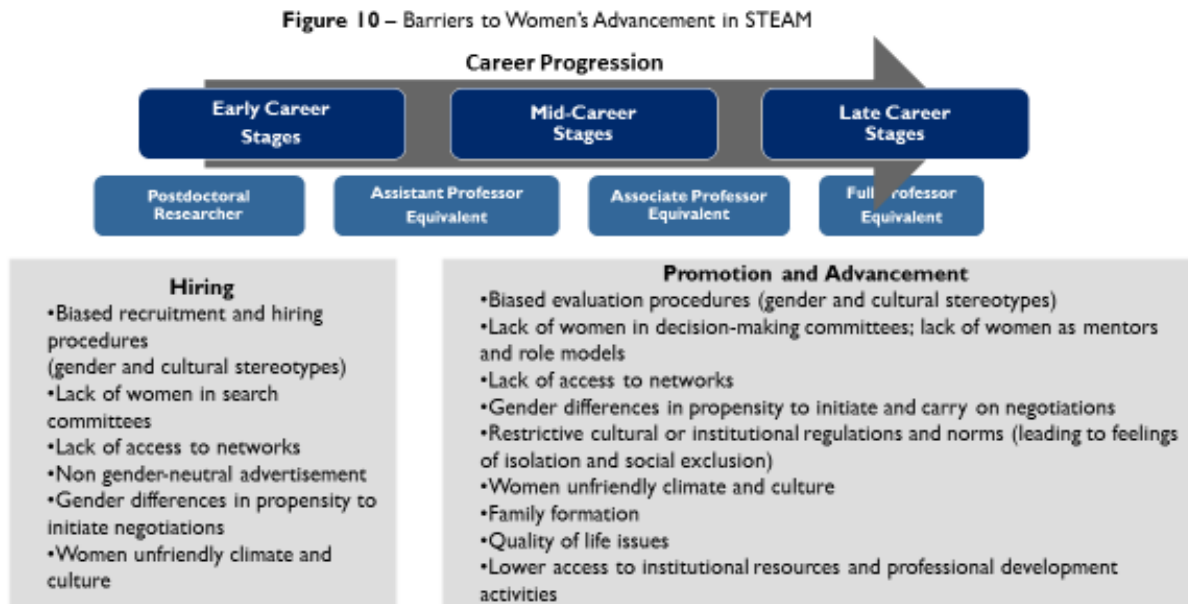 Figure 10 – Barriers to Women's Advancement in STEAM
Career Progression
Early Career
Stages
Mid-Career
Stages
Late Career
Stages
Postdoctoral
Researcher
Assistant Professor
Equivalent
Associate Professor
Equivalent
Full Professor
Equivalent
Hiring
•Biased recruitment and hiring
procedures
(gender and cultural stereotypes)
•Lack of women in search
committees
•Lack of access to networks
•Non gender-neutral advertisement
•Gender differences in propensity to
initiate negotiations
•Women unfriendly climate and
culture
Promotion and Advancement
•Biased evaluation procedures (gender and cultural stereotypes)
•Lack of women in decision-making committees; lack of women as mentors
and role models
•Lack of access to networks
•Gender differences in propensity to initiate and carry on negotiations
•Restrictive cultural or institutional regulations and norms (leading to feelings
of isolation and social exclusion)
•Women unfriendly climate and culture
•Family formation
•Quality of life issues
•Lower access to institutional resources and professional development
activities